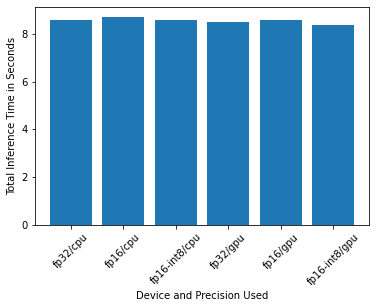 Total Inference Time in Seconds
8
6
4
2
0
fp32/cpu
fp16/cpu
fp16-int8/cpu
fp32/gpu
fp16/gpu
fp16-int8/gpu
Device and Precision Used